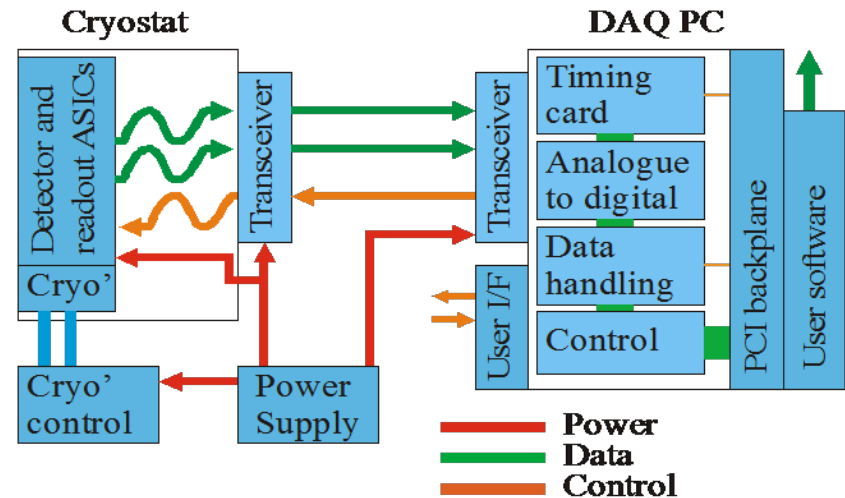 Cryostat
DAQ PC
Detector and
readout ASICs
Cryo’
Transceiver
Transceiver
User I/F
Timing
card
Analogue
to digital
Data
handling
Control
PCI backplane
User software
Cryo’
control
Power
Supply
Power
Data
Control